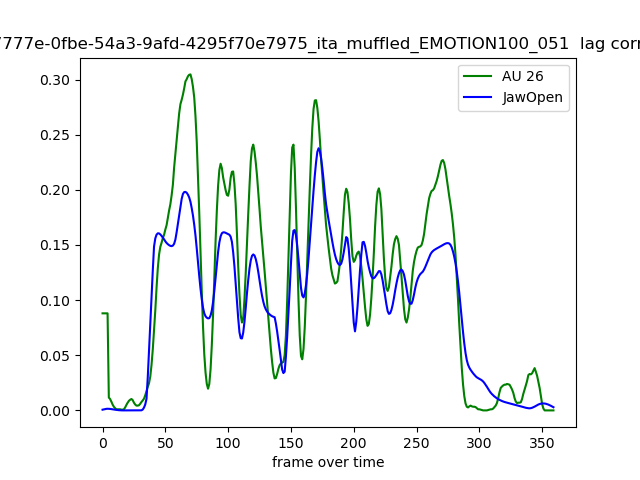 7777e-0fbe-54a3-9afd-4295f70e7975_ita_muffled_EMOTION100_051 lag corr
AU 26
JawOpen
0.30
0.25
0.20
0.15
0.10
0.05
0.00
0 50 100 150 200 250 300 350
frame over time